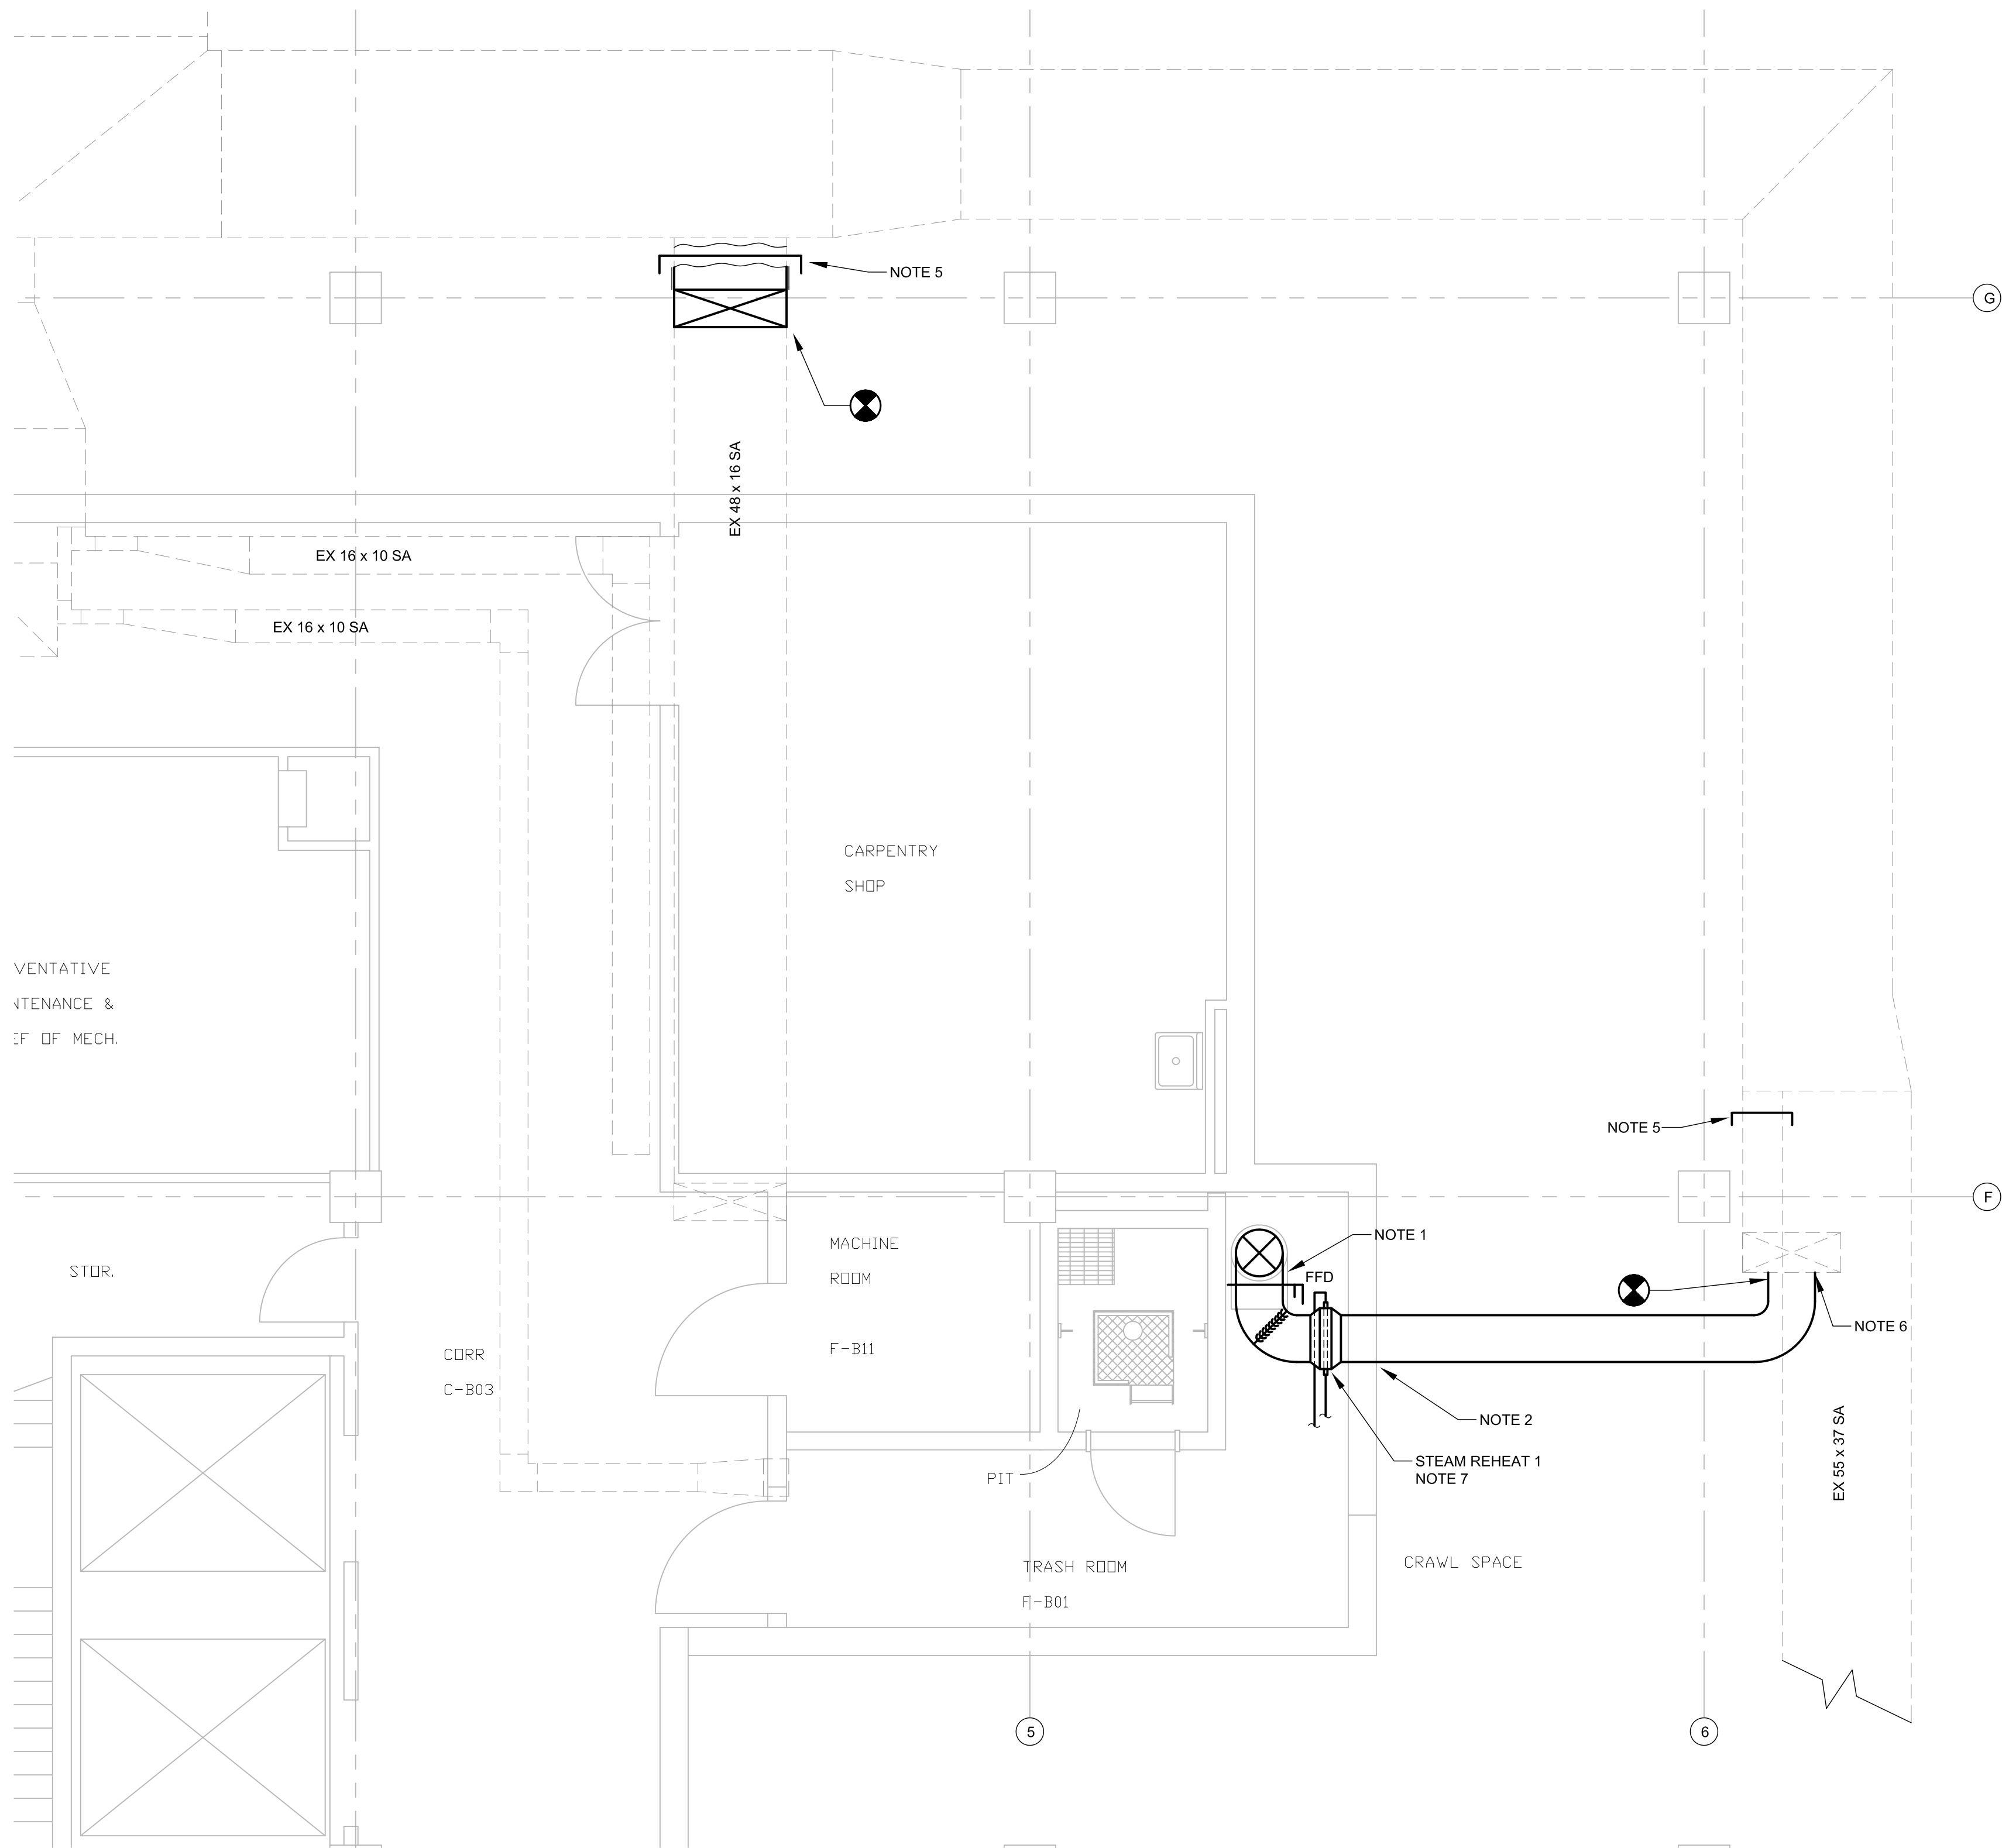 NOTE 5
G
EX 48 x 16 SA
EX 16 x 10 SA
EX 16 x 10 SA
CARPENTRY
SHOP
VENTATIVE
NTENANCE &
EF OF MECH.
NOTE 5
F
MACHINE
ROOM
F-B11
NOTE 1
FFD
STOR.
NOTE 6
CORR
C-B03
NOTE 2
EX 55 x 37 SA
STEAM REHEAT 1
NOTE 7
PIT
TRASH ROOM
F-B01
CRAWL SPACE
5
6